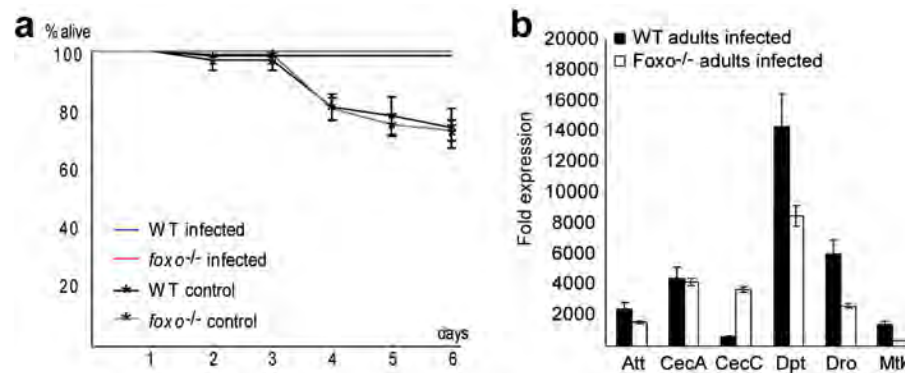 a
% alive
100
80
60
40
20
WT infected
foxo-/- infected
WT control
foxo-/- control
days
1 2 3 4 5 6
b
WT adults infected
Foxo-/- adults infected
Fold expression
20000
18000
16000
14000
12000
10000
8000
6000
4000
2000
Att CecA CecC Dpt Dro Mtk